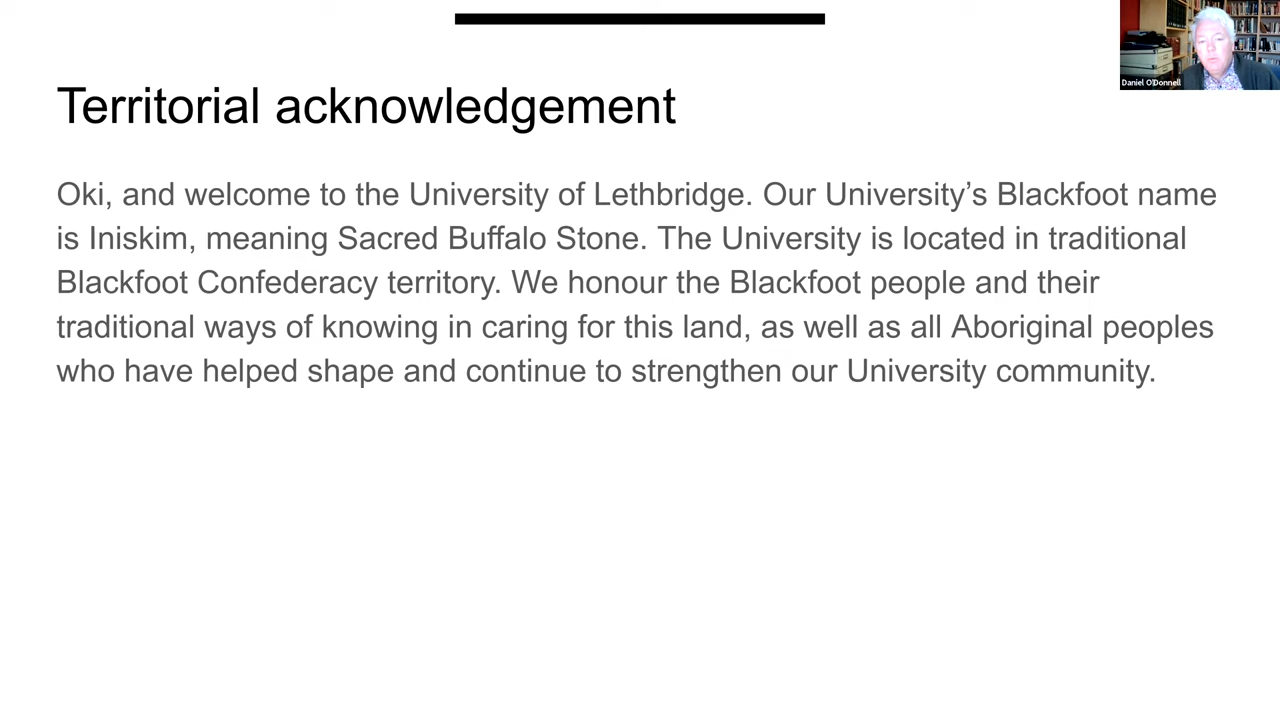 Daniel O'Donnell
Territorial acknowledgement
Oki, and welcome to the University of Lethbridge. Our University’s Blackfoot name
is Iniskim, meaning Sacred Buffalo Stone. The University is located in traditional
Blackfoot Confederacy territory. We honour the Blackfoot people and their
traditional ways of knowing in caring for this land, as well as all Aboriginal peoples
who have helped shape and continue to strengthen our University community.